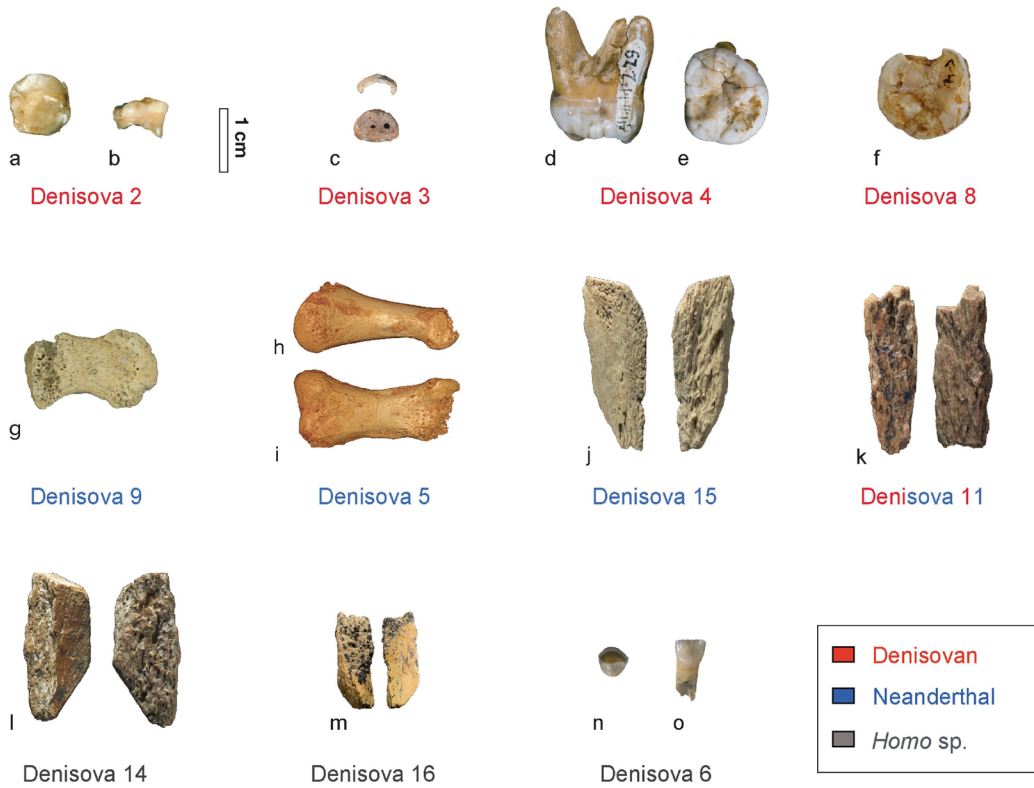 a
b
1 cm
c
d
e
f
Denisova 2
Denisova 3
Denisova 4
Denisova 8
g
h
i
j
k
Denisova 9
Denisova 5
Denisova 15
Denisova 11
l
m
n
o
Denisova 14
Denisova 16
Denisova 6
Denisovan
Neanderthal
Homo sp.